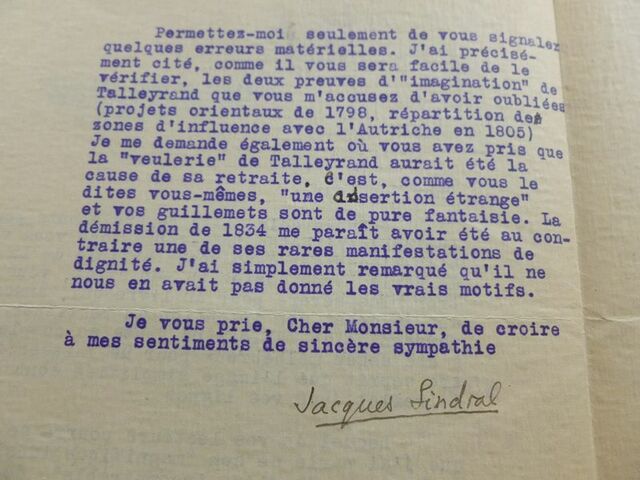 Permettez-moi seulement de vous signaler
quelques erreurs matérielles. J'ai précisé-
ment cité, comme il vous sera facile de le
vérifier, les deux preuves d'"imagination" de
Talleyrand que vous m'accusez d'avoir oubliées
(projets orientaux de 1798, répartition des
zones d'influence avec l'Autriche en 1805)
Je me demande également où vous avez pris que
la "veulerie" de Talleyrand aurait été la
cause de sa retraite, c'est, comme vous le
dites vous-mêmes, "une insertion étrange"
et vos guillemets sont de pure fantaisie. La
démission de 1834 me paraît avoir été au con-
traire une de ses rares manifestations de
dignité. J'ai simplement remarqué qu'il ne
nous en avait pas donné les vrais motifs.
Je vous prie, Cher Monsieur, de croire
à mes sentiments de sincère sympathie
Jacques Sindral